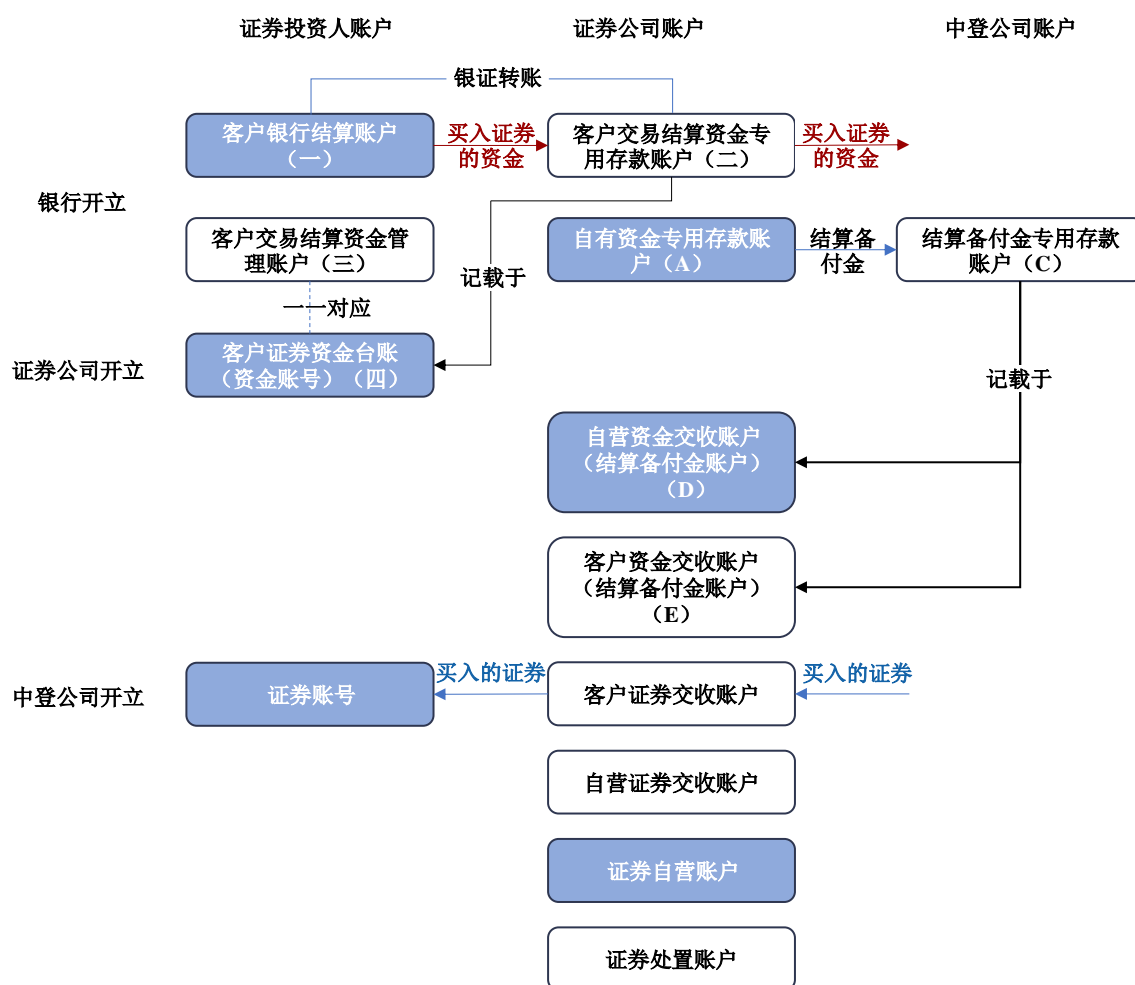 证券投资人账户
证券公司账户
中登公司账户
银证转账
客户银行结算账户
（一）
买入证券
的资金
客户交易结算资金专
用存款账户（二）
买入证券
的资金
银行开立
客户交易结算资金管
理账户（三）
自有资金专用存款账
户（A）
结算备
付金
结算备付金专用存款
账户（C）
记载于
一一对应
证券公司开立
客户证券资金台账
（资金账号）（四）
记载于
自营资金交收账户
（结算备付金账户）
（D）
客户资金交收账户
（结算备付金账户）
（E）
中登公司开立
证券账号
买入的证券
客户证券交收账户
买入的证券
自营证券交收账户
证券自营账户
证券处置账户